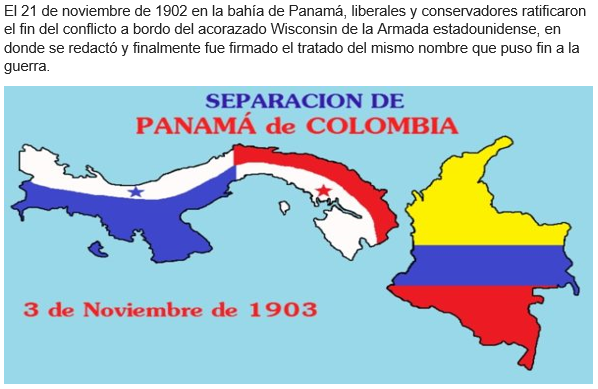 El 21 de noviembre de 1902 en la bahía de Panamá, liberales y conservadores ratificaron
el fin del conflicto a bordo del acorazado Wisconsin de la Armada estadounidense, en
donde se redactó y finalmente fue firmado el tratado del mismo nombre que puso fin a la
guerra.
SEPARACION DE
PANAMÁ de COLOMBIA
3 de Noviembre de 1903